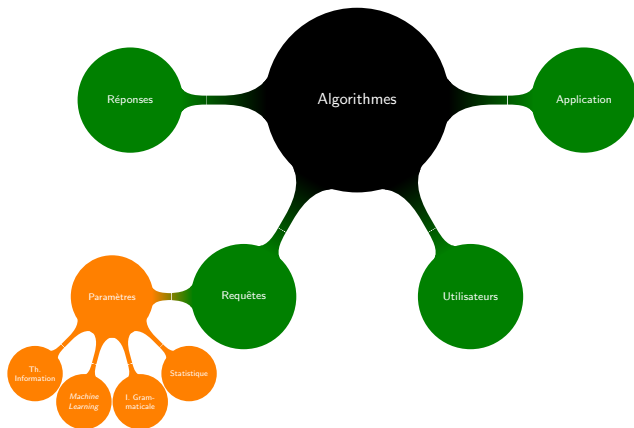 Algorithmes
Réponses
Application
Requêtes
Utilisateurs
Paramètres
Th.
Information
Machine
Learning
I. Gram-
maticale
Statistique